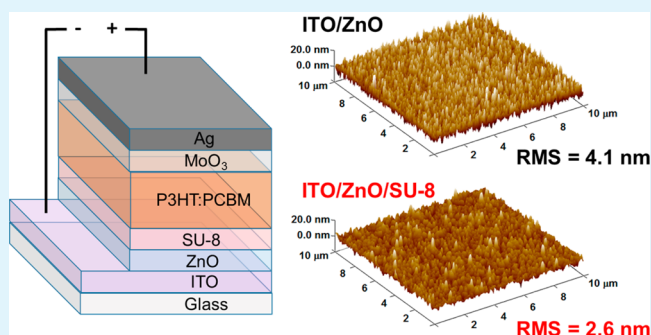 - +
Ag
MoO₃
P3HT:PCBM
SU-8
ZnO
ITO
Glass
ITO/ZnO
20.0 nm
0.0 nm
10 μm
8
6
4
2
2
4
6
8
10 μm
RMS = 4.1 nm
ITO/ZnO/SU-8
20.0 nm
0.0 nm
10 μm
8
6
4
2
2
4
6
8
10 μm
RMS = 2.6 nm